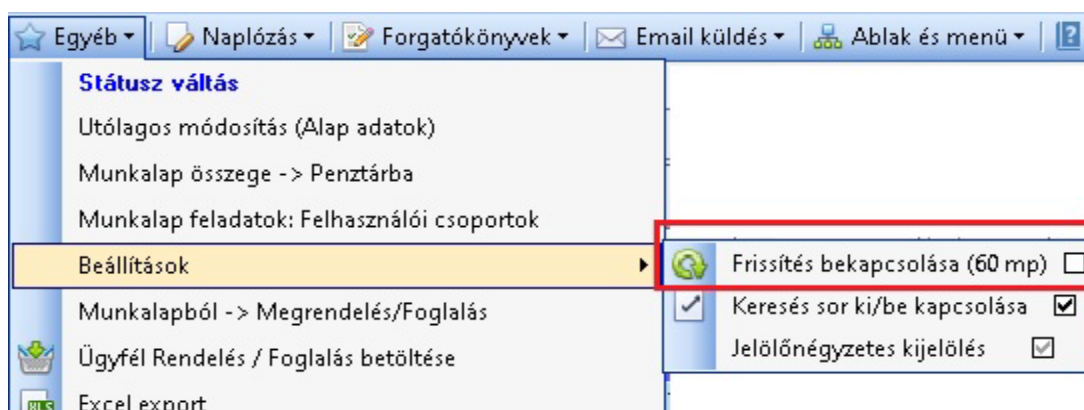 Egyéb Naplózás Forgatókönyvek Email küldés Ablak és menü
Státusz váltás
Utólagos módosítás (Alap adatok)
Munkalap összege -> Penztárba
Munkalap feladatok: Felhasználói csoportok
Beállítások
Frissítés bekapcsolása (60 mp)
Munkalapból -> Megrendelés/Foglalás
Keresés sor ki/be kapcsolása
Ügyfél Rendelés / Foglalás betöltése
Jelölőnégyzetes kijelölés
XLS Excel export